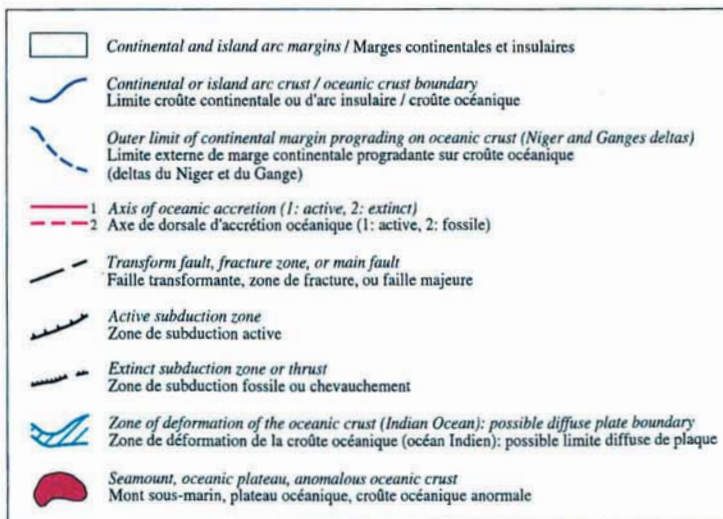 Continental and island arc margins / Marges continentales et insulaires
Continental or island arc crust / oceanic crust boundary
Limite croûte continentale ou d'arc insulaire / croûte océanique
Outer limit of continental margin prograding on oceanic crust (Niger and Ganges deltas)
Limite externe de marge continentale progradante sur croûte océanique
(deltas du Niger et du Gange)
1 Axis of oceanic accretion (1: active, 2: extinct)
2 Axe de dorsale d'accrétion océanique (1: active, 2: fossile)
Transform fault, fracture zone, or main fault
Faille transformante, zone de fracture, ou faille majeure
Active subduction zone
Zone de subduction active
Extinct subduction zone or thrust
Zone de subduction fossile ou chevauchement
Zone of deformation of the oceanic crust (Indian Ocean): possible diffuse plate boundary
Zone de déformation de la croûte océanique (océan Indien): possible limite diffuse de plaque
Seamount, oceanic plateau, anomalous oceanic crust
Mont sous-marin, plateau océanique, croûte océanique anormale